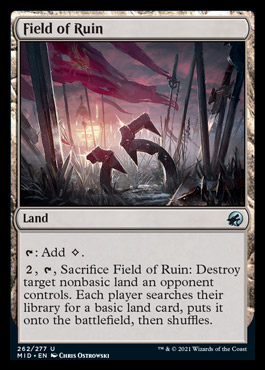 Field of Ruin
Land
: Add .
2, , Sacrifice Field of Ruin: Destroy
target nonbasic land an opponent
controls. Each player searches their
library for a basic land card, puts it
onto the battlefield, then shuffles.
262/277 U
MID • EN Chris Ostrowski
™ & © 2021 Wizards of the Coast